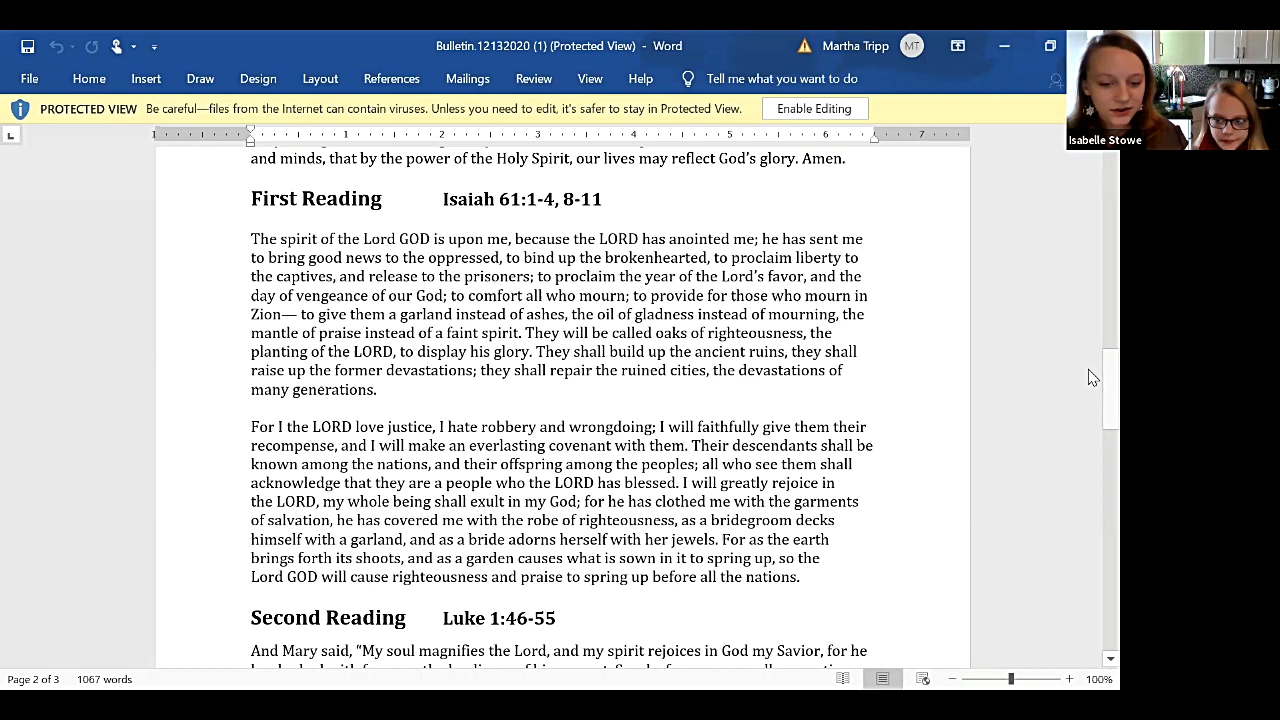 Bulletin.12132020 (1) (Protected View) - Word
Martha Tripp MT
File Home Insert Draw Design Layout References Mailings Review View Help Tell me what you want to do
PROTECTED VIEW Be careful—files from the Internet can contain viruses. Unless you need to edit, it's safer to stay in Protected View. Enable Editing
Isabelle Stowe
1 1 2 3 4 5 6 7
and minds, that by the power of the Holy Spirit, our lives may reflect God’s glory. Amen.
First Reading Isaiah 61:1-4, 8-11
The spirit of the Lord GOD is upon me, because the LORD has anointed me; he has sent me
to bring good news to the oppressed, to bind up the brokenhearted, to proclaim liberty to
the captives, and release to the prisoners; to proclaim the year of the Lord’s favor, and the
day of vengeance of our God; to comfort all who mourn; to provide for those who mourn in
Zion— to give them a garland instead of ashes, the oil of gladness instead of mourning, the
mantle of praise instead of a faint spirit. They will be called oaks of righteousness, the
planting of the LORD, to display his glory. They shall build up the ancient ruins, they shall
raise up the former devastations; they shall repair the ruined cities, the devastations of
many generations.
For I the LORD love justice, I hate robbery and wrongdoing; I will faithfully give them their
recompense, and I will make an everlasting covenant with them. Their descendants shall be
known among the nations, and their offspring among the peoples; all who see them shall
acknowledge that they are a people who the LORD has blessed. I will greatly rejoice in
the LORD, my whole being shall exult in my God; for he has clothed me with the garments
of salvation, he has covered me with the robe of righteousness, as a bridegroom decks
himself with a garland, and as a bride adorns herself with her jewels. For as the earth
brings forth its shoots, and as a garden causes what is sown in it to spring up, so the
Lord GOD will cause righteousness and praise to spring up before all the nations.
Second Reading Luke 1:46-55
And Mary said, “My soul magnifies the Lord, and my spirit rejoices in God my Savior, for he
Page 2 of 3 1067 words 100%